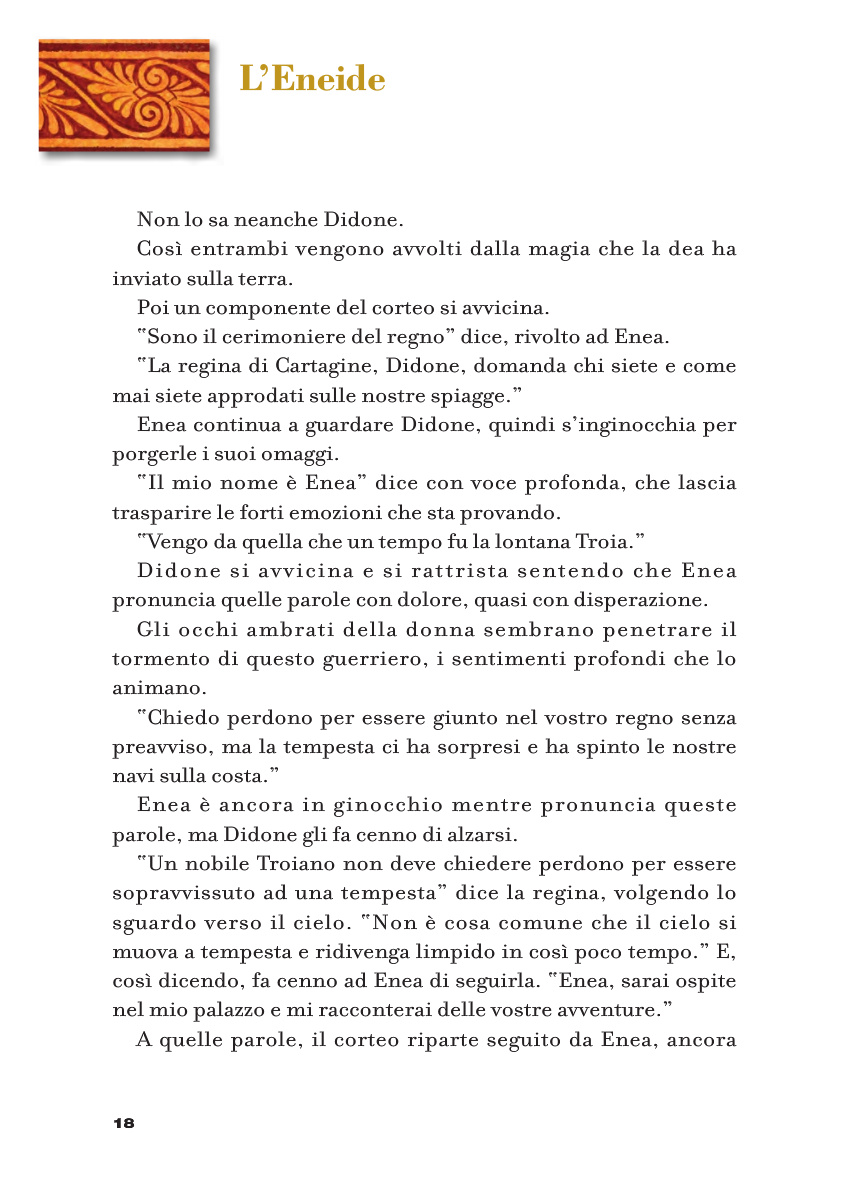 L’Eneide
Non lo sa neanche Didone.
Così entrambi vengono avvolti dalla magia che la dea ha
inviato sulla terra.
Poi un componente del corteo si avvicina.
‟Sono il cerimoniere del regno” dice, rivolto ad Enea.
‟La regina di Cartagine, Didone, domanda chi siete e come
mai siete approdati sulle nostre spiagge.”
Enea continua a guardare Didone, quindi s’inginocchia per
porgerle i suoi omaggi.
‟Il mio nome è Enea” dice con voce profonda, che lascia
trasparire le forti emozioni che sta provando.
‟Vengo da quella che un tempo fu la lontana Troia.”
Didone si avvicina e si rattrista sentendo che Enea
pronuncia quelle parole con dolore, quasi con disperazione.
Gli occhi ambrati della donna sembrano penetrare il
tormento di questo guerriero, i sentimenti profondi che lo
animano.
‟Chiedo perdono per essere giunto nel vostro regno senza
preavviso, ma la tempesta ci ha sorpresi e ha spinto le nostre
navi sulla costa.”
Enea è ancora in ginocchio mentre pronuncia queste
parole, ma Didone gli fa cenno di alzarsi.
‟Un nobile Troiano non deve chiedere perdono per essere
sopravvissuto ad una tempesta” dice la regina, volgendo lo
sguardo verso il cielo. ‟Non è cosa comune che il cielo si
muova a tempesta e ridivenga limpido in così poco tempo.” E,
così dicendo, fa cenno ad Enea di seguirla. ‟Enea, sarai ospite
nel mio palazzo e mi racconterai delle vostre avventure.”
A quelle parole, il corteo riparte seguito da Enea, ancora
18